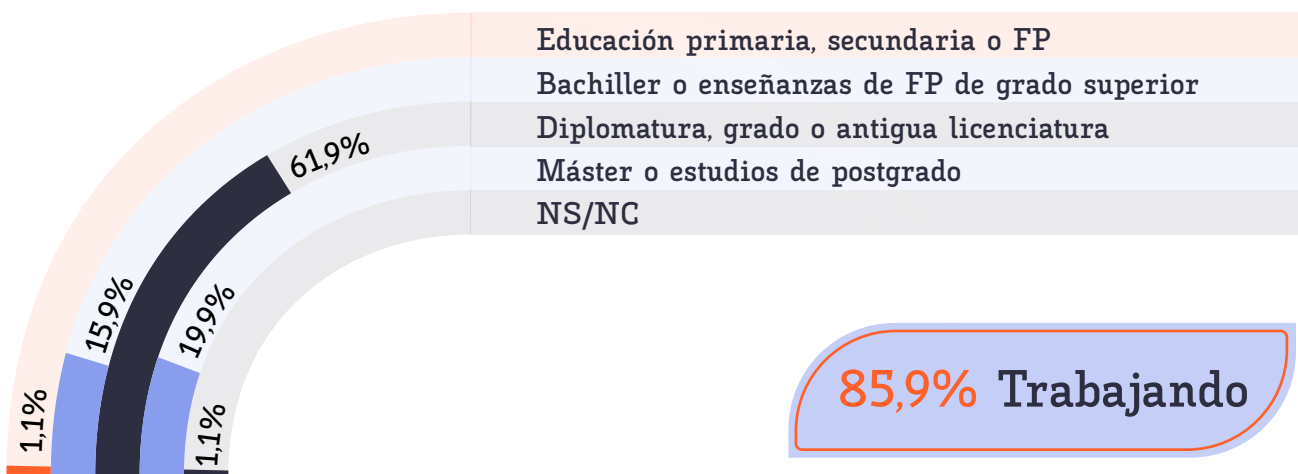 Educación primaria, secundaria o FP
Bachiller o enseñanzas de FP de grado superior
Diplomatura, grado o antigua licenciatura
Máster o estudios de postgrado
NS/NC
61,9%
15,9%
19,9%
1,1%
1,1%
85,9% Trabajando